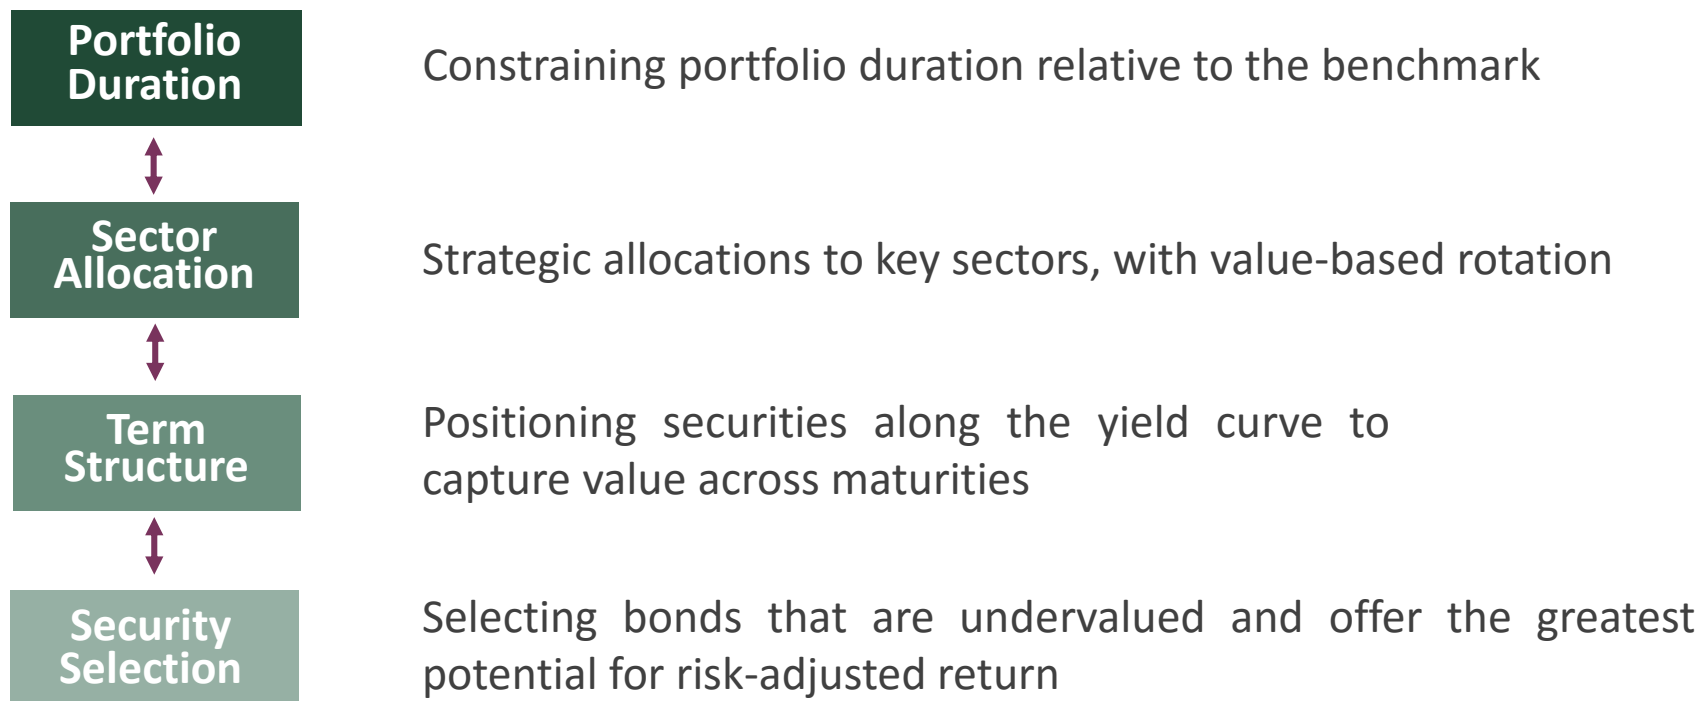 Portfolio
Duration
Constraining portfolio duration relative to the benchmark
Sector
Allocation
Strategic allocations to key sectors, with value-based rotation
Term
Structure
Positioning securities along the yield curve to
capture value across maturities
Security
Selection
Selecting bonds that are undervalued and offer the greatest
potential for risk-adjusted return